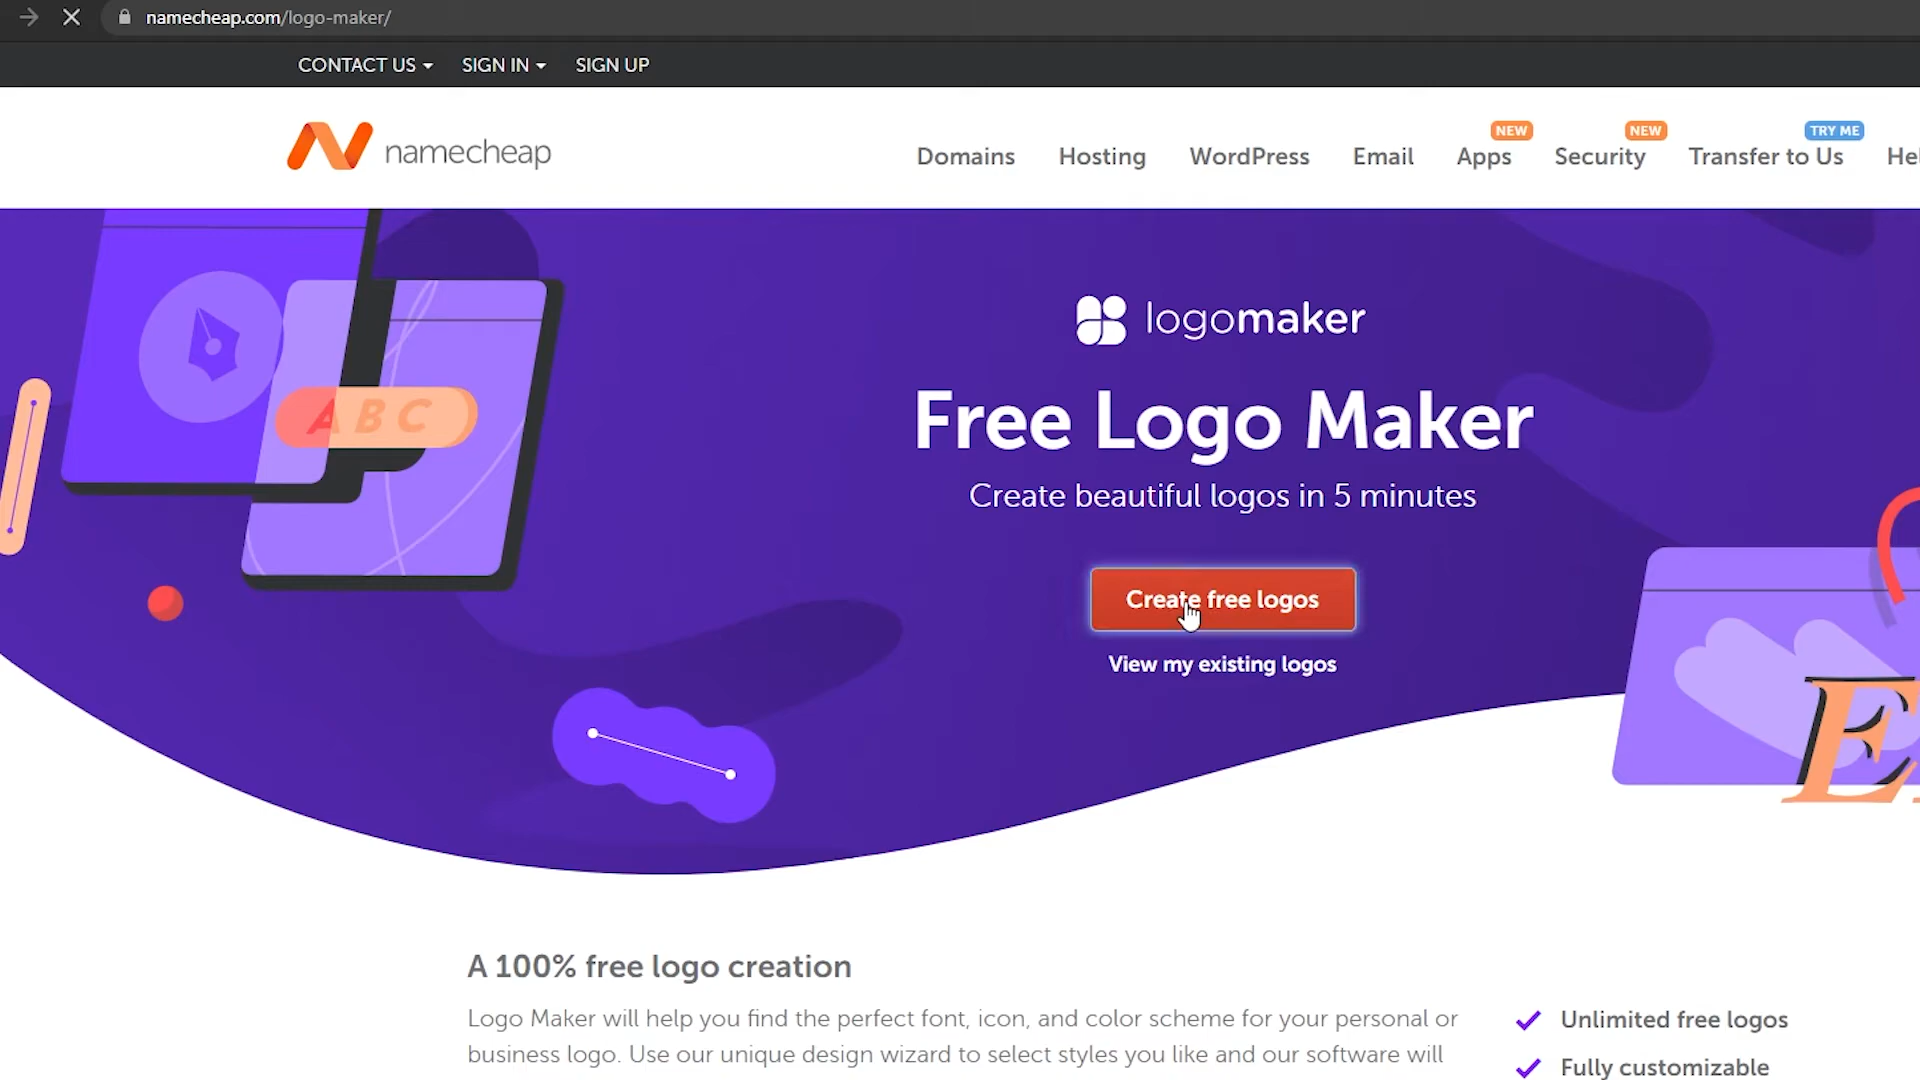 namecheap.com/logo-maker/
CONTACT US SIGN IN SIGN UP
namecheap
Domains Hosting WordPress Email Apps NEW Security NEW Transfer to Us TRY ME Hel
logomaker
Free Logo Maker
Create beautiful logos in 5 minutes
Create free logos
View my existing logos
ABC
E
A 100% free logo creation
Logo Maker will help you find the perfect font, icon, and color scheme for your personal or
business logo. Use our unique design wizard to select styles you like and our software will
Unlimited free logos
Fully customizable